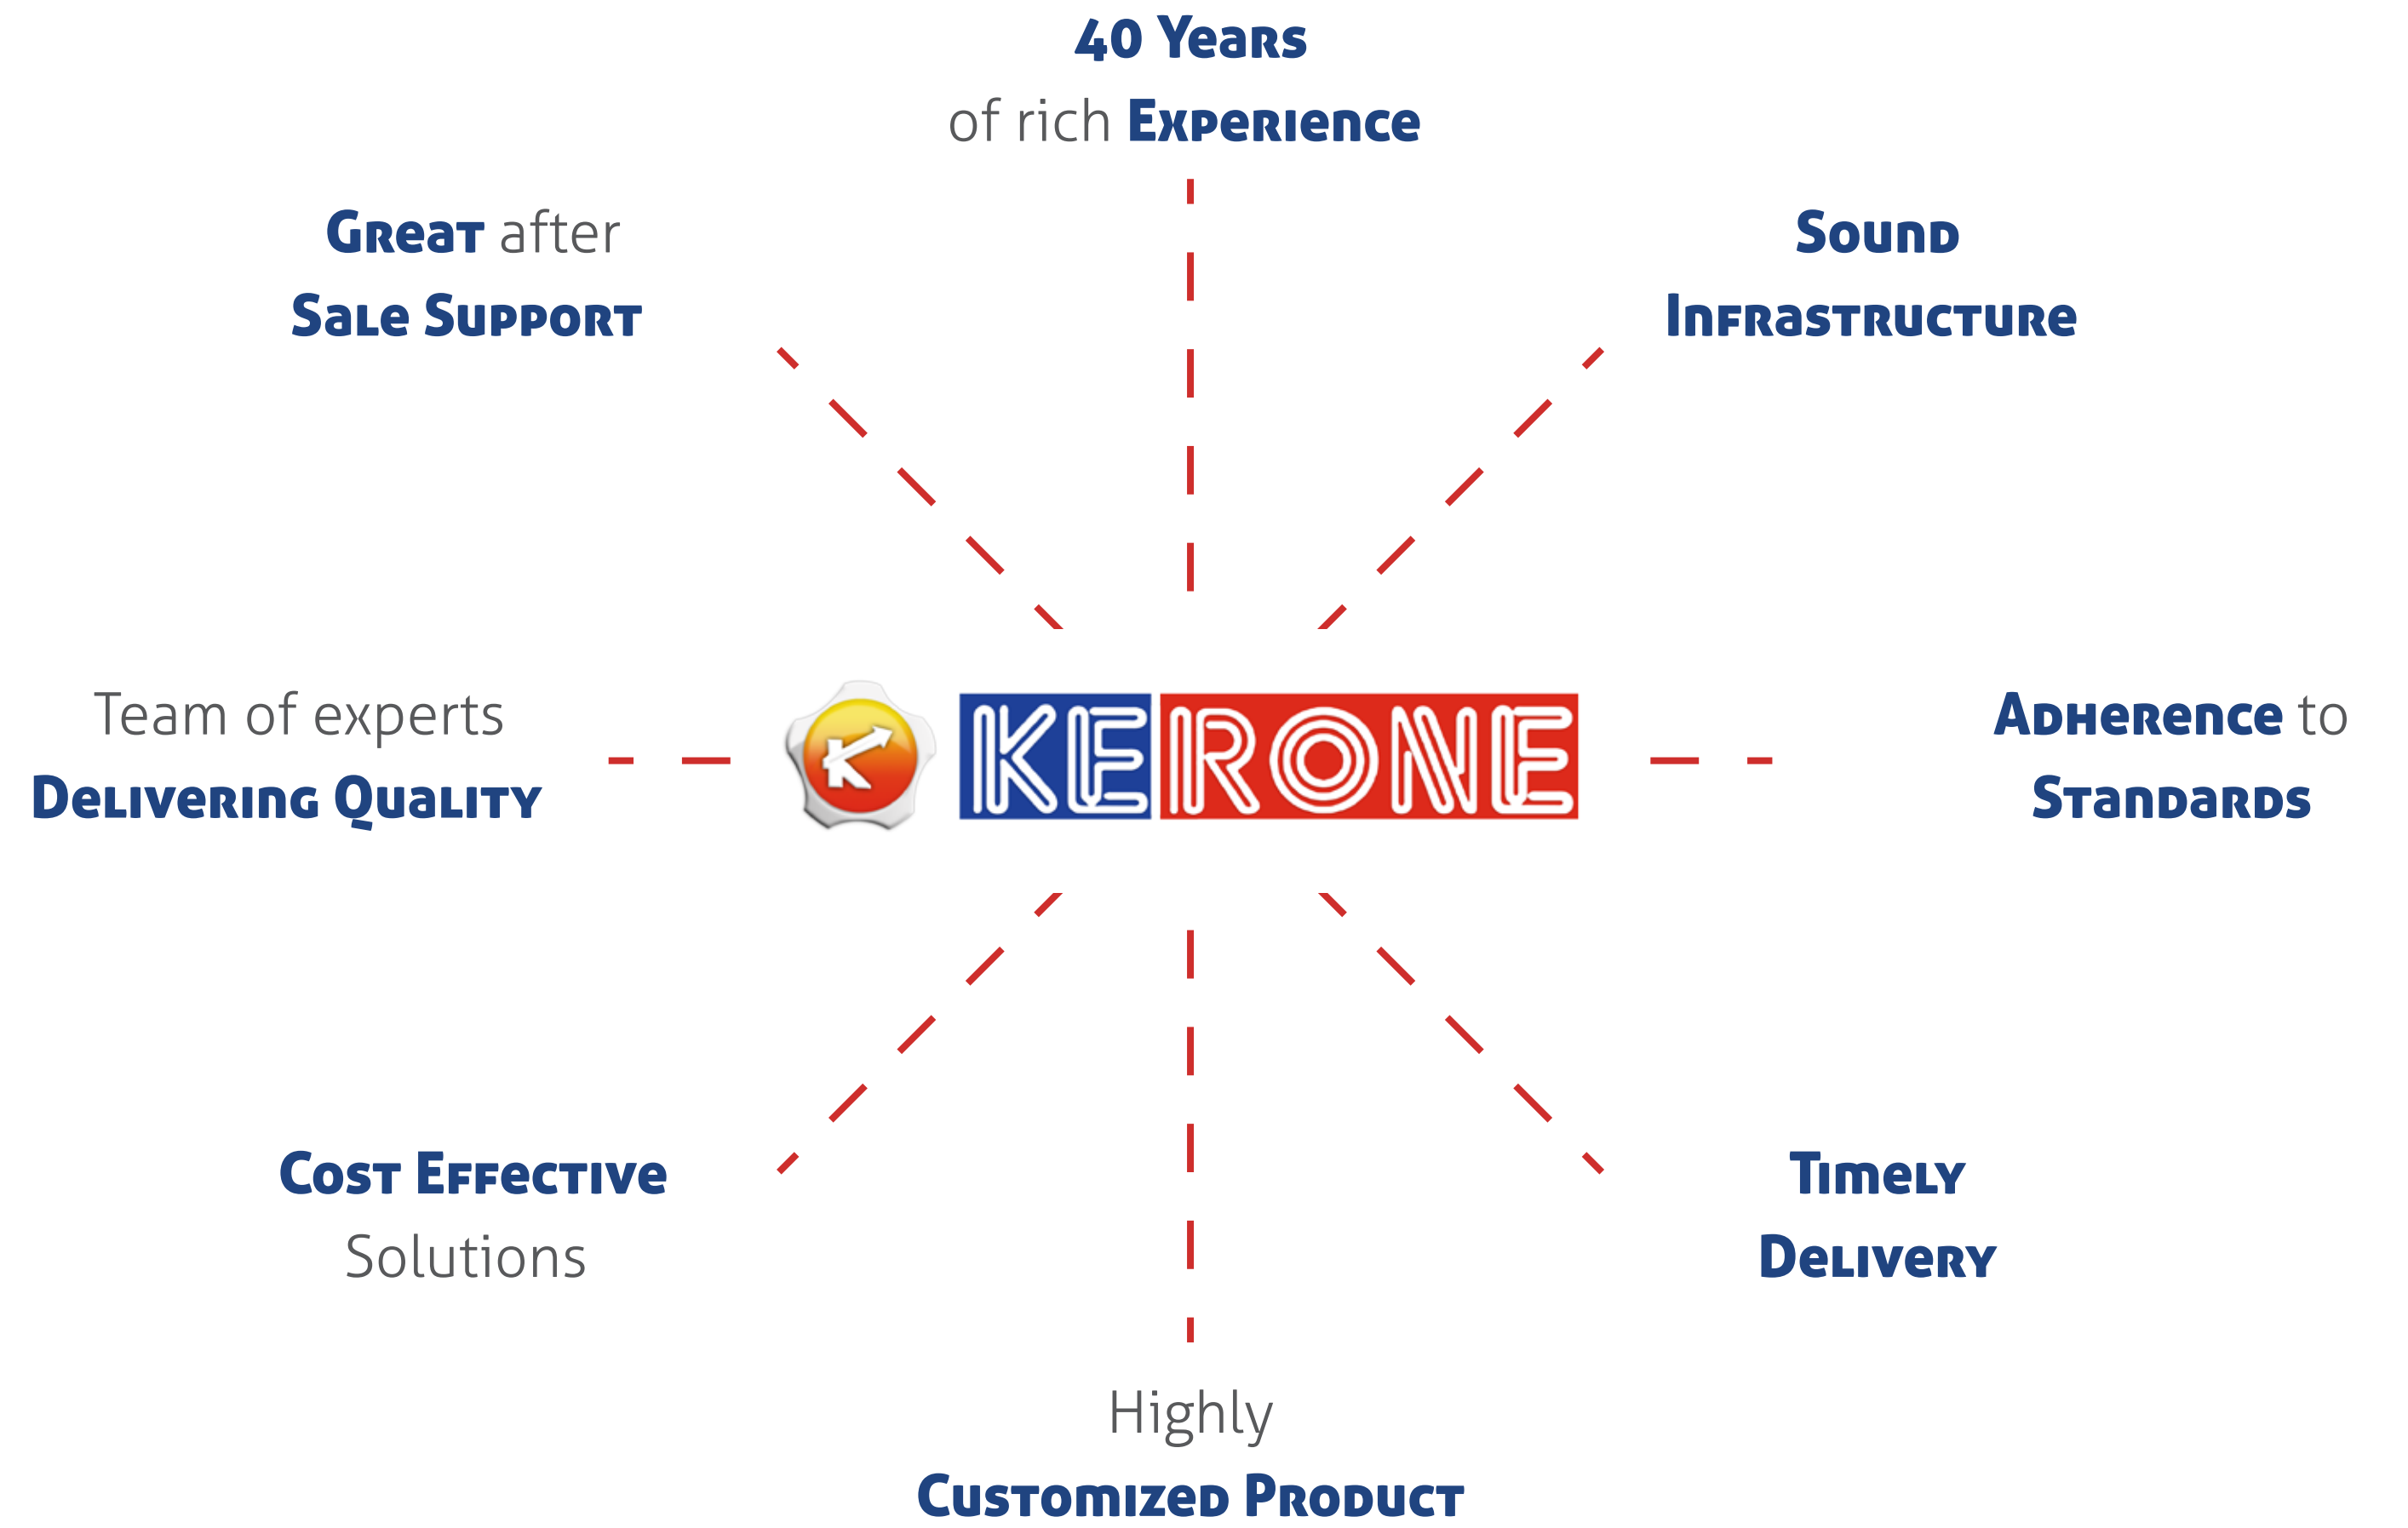 40 Years
of rich Experience
Great after
Sale Support
Sound
Infrastructure
Team of experts
Delivering Quality
K KERONE
Adherence to
Standards
Cost Effective
Solutions
Timely
Delivery
Highly
Customized Product